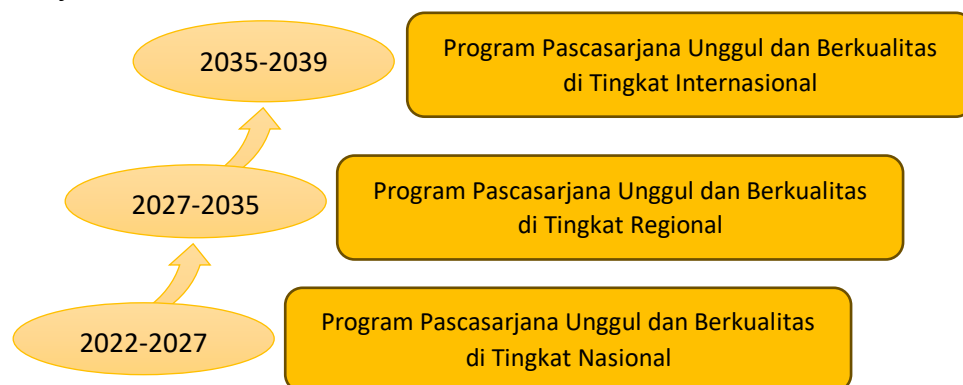 2035-2039
Program Pascasarjana Unggul dan Berkualitas
di Tingkat Internasional
2027-2035
Program Pascasarjana Unggul dan Berkualitas
di Tingkat Regional
2022-2027
Program Pascasarjana Unggul dan Berkualitas
di Tingkat Nasional